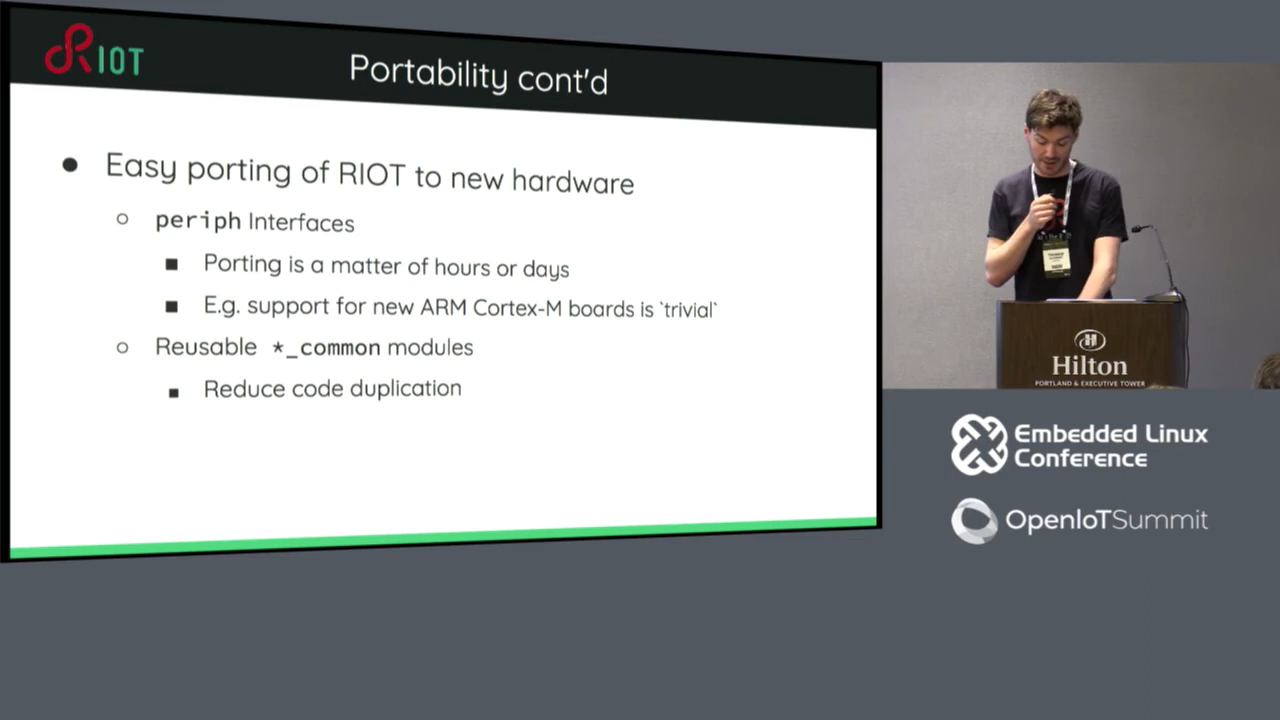 RIOT
Portability cont'd
● Easy porting of RIOT to new hardware
○ periph Interfaces
■ Porting is a matter of hours or days
■ E.g. support for new ARM Cortex-M boards is `trivial`
○ Reusable *_common modules
■ Reduce code duplication
Hilton
PORTLAND & EXECUTIVE TOWER
Embedded Linux
Conference
OpenIoTSummit